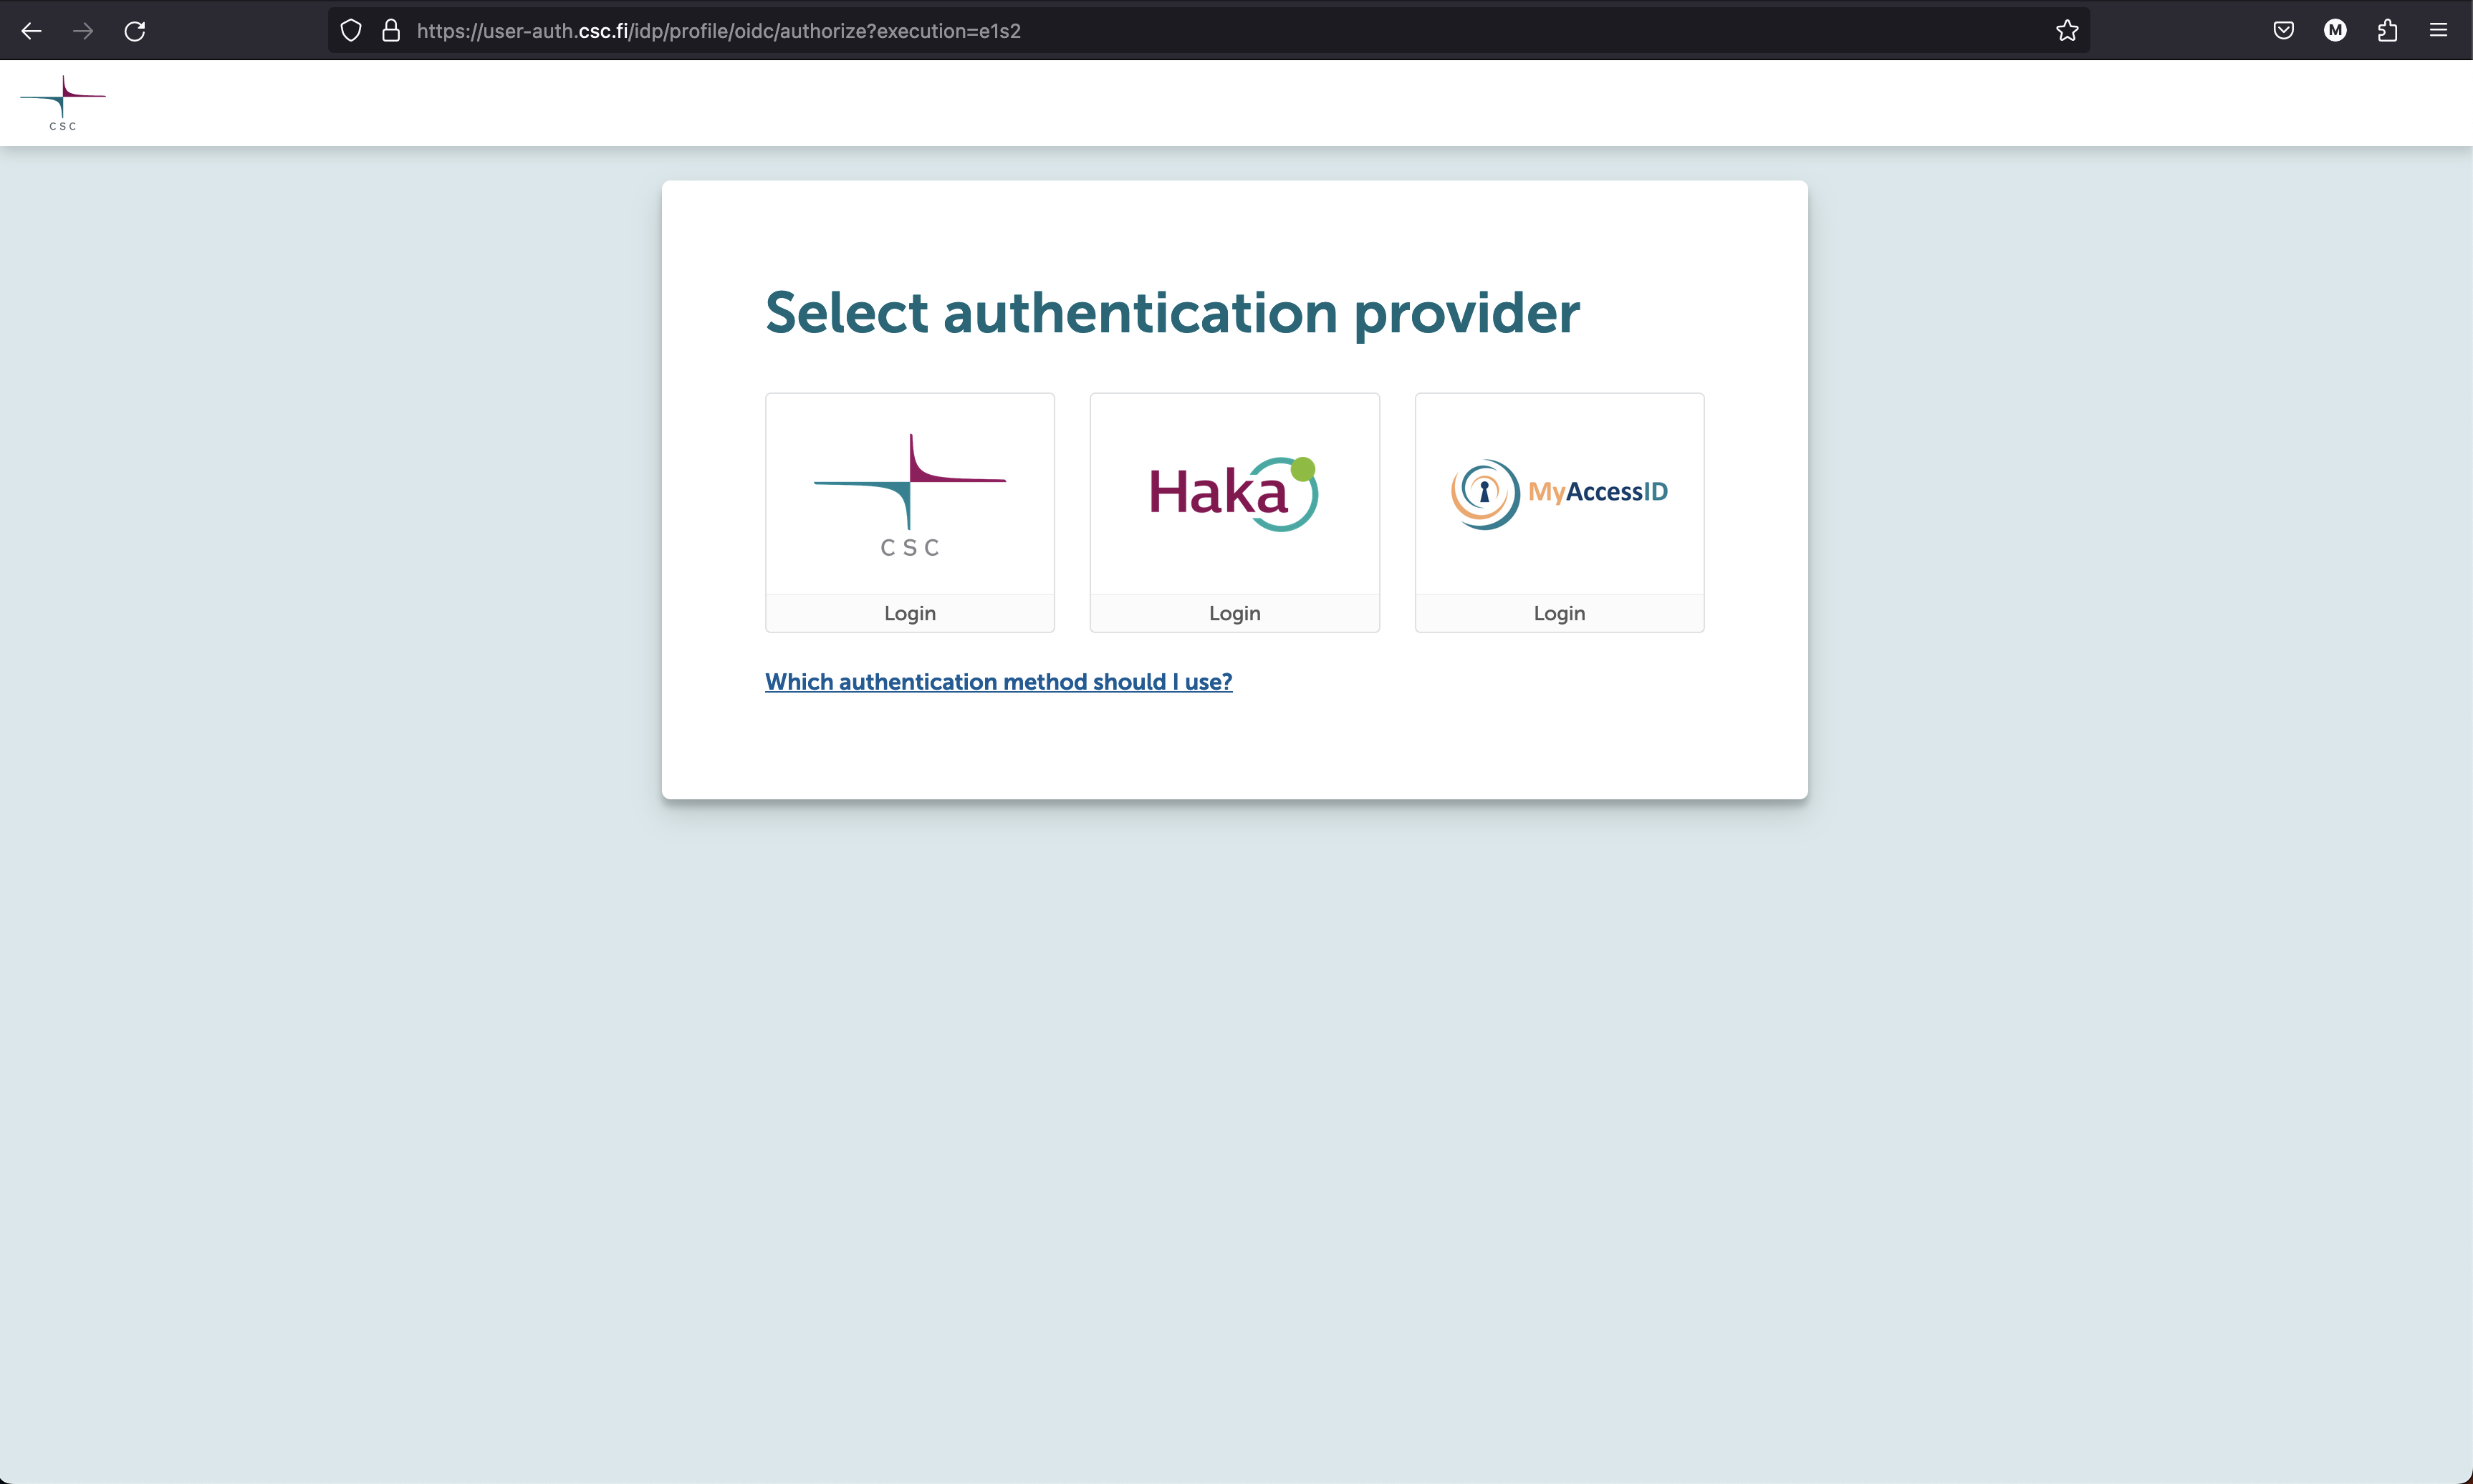 https://user-auth.csc.fi/idp/profile/oidc/authorize?execution=e1s2
M
CSC
Select authentication provider
CSC
Haka
MyAccessID
Login
Login
Login
Which authentication method should I use?